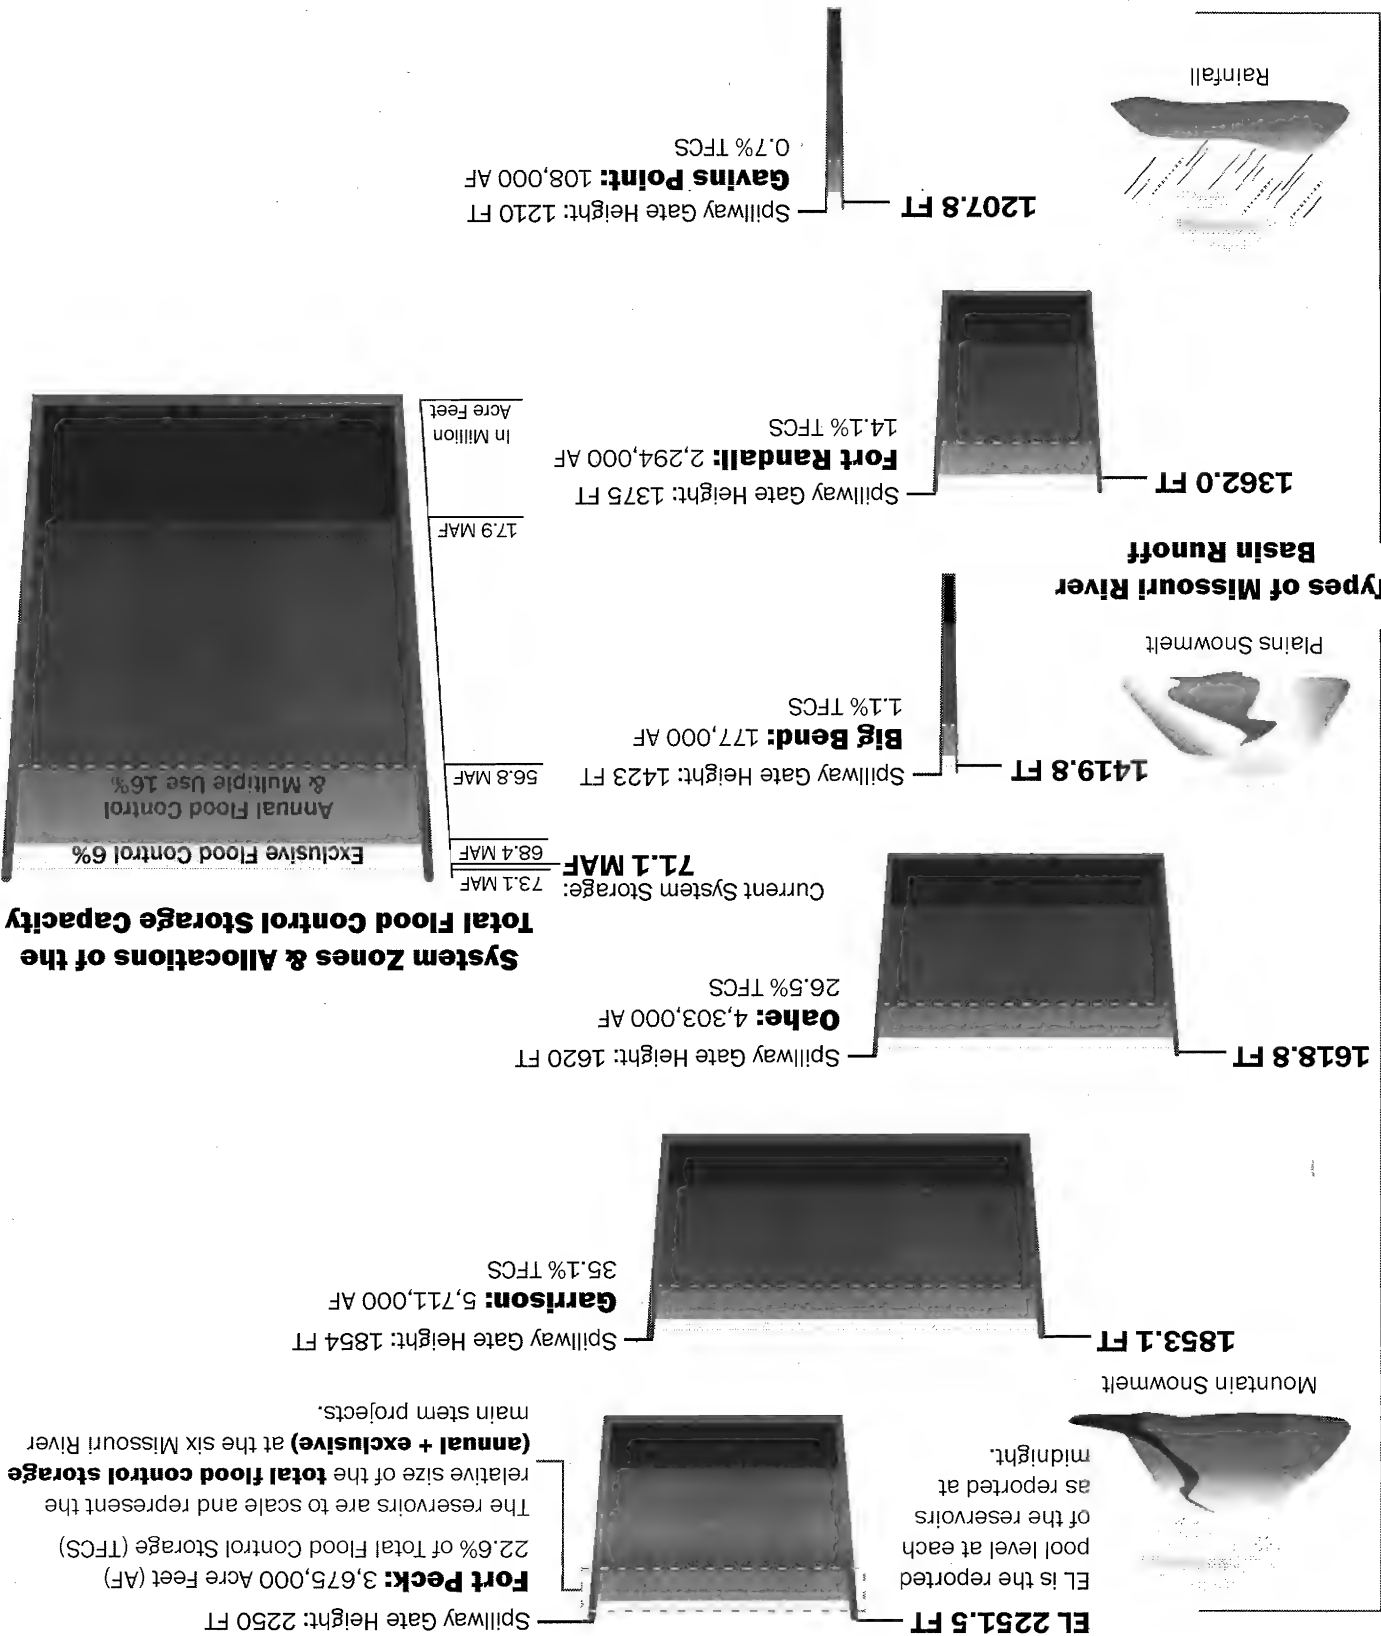 EL 2251.5 FT
EL is the reported
pool level at each
of the reservoirs
as reported at
midnight.
Spillway Gate Height: 2250 FT
Fort Peck: 3,675,000 Acre Feet (AF)
22.6% of Total Flood Control Storage (TFCS)
The reservoirs are to scale and represent the
relative size of the total flood control storage
(annual + exclusive) at the six Missouri River
main stem projects.
Mountain Snowmelt
1853.1 FT
Spillway Gate Height: 1854 FT
Garrison: 5,711,000 AF
35.1% TFCS
1618.8 FT
Spillway Gate Height: 1620 FT
Oahe: 4,303,000 AF
26.5% TFCS
System Zones & Allocations of the
Total Flood Control Storage Capacity
Current System Storage:
71.1 MAF
73.1 MAF
68.4 MAF
56.8 MAF
17.9 MAF
In Million
Acre Feet
Exclusive Flood Control 6%
Annual Flood Control
& Multiple Use 16%
1419.8 FT
Spillway Gate Height: 1423 FT
Big Bend: 177,000 AF
1.1% TFCS
Plains Snowmelt
Types of Missouri River
Basin Runoff
1362.0 FT
Spillway Gate Height: 1375 FT
Fort Randall: 2,294,000 AF
14.1% TFCS
1207.8 FT
Spillway Gate Height: 1210 FT
Gavins Point: 108,000 AF
0.7% TFCS
Rainfall